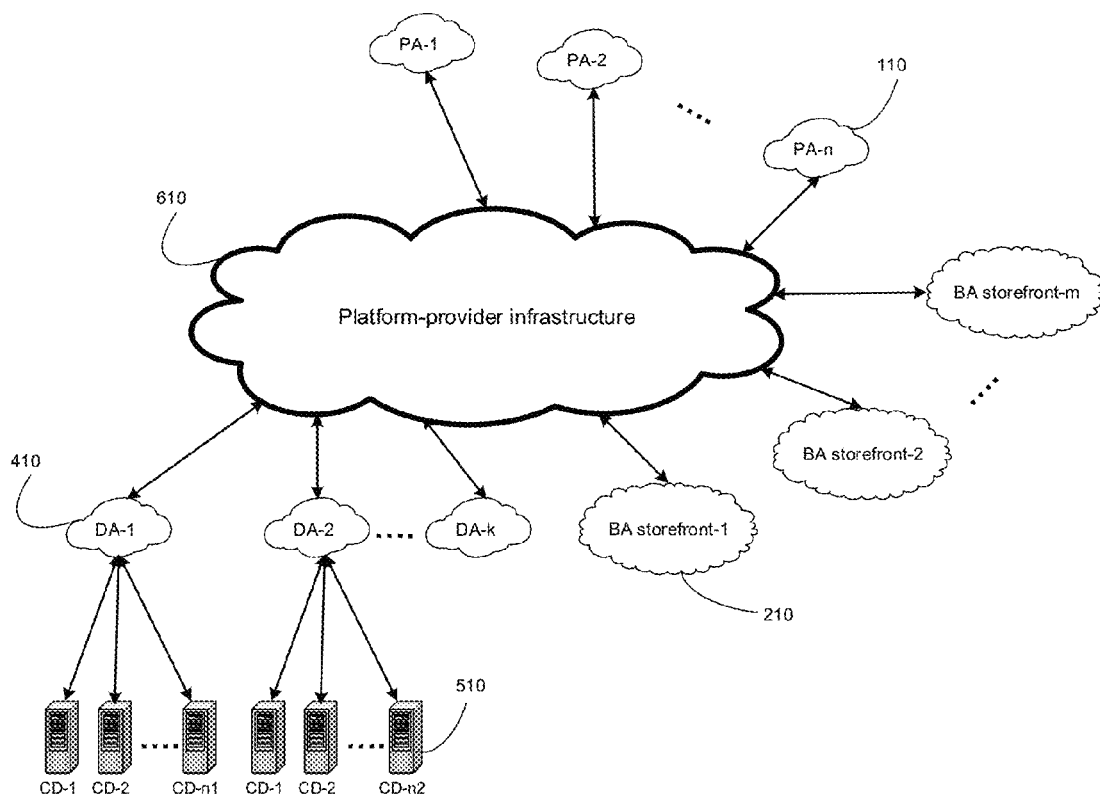 PA-1
PA-2
110
PA-n
610
BA storefront-m
Platform-provider infrastructure
BA storefront-2
410
DA-1
DA-2
DA-k
BA storefront-1
210
510
CD-1
CD-2
CD-n1
CD-1
CD-2
CD-n2